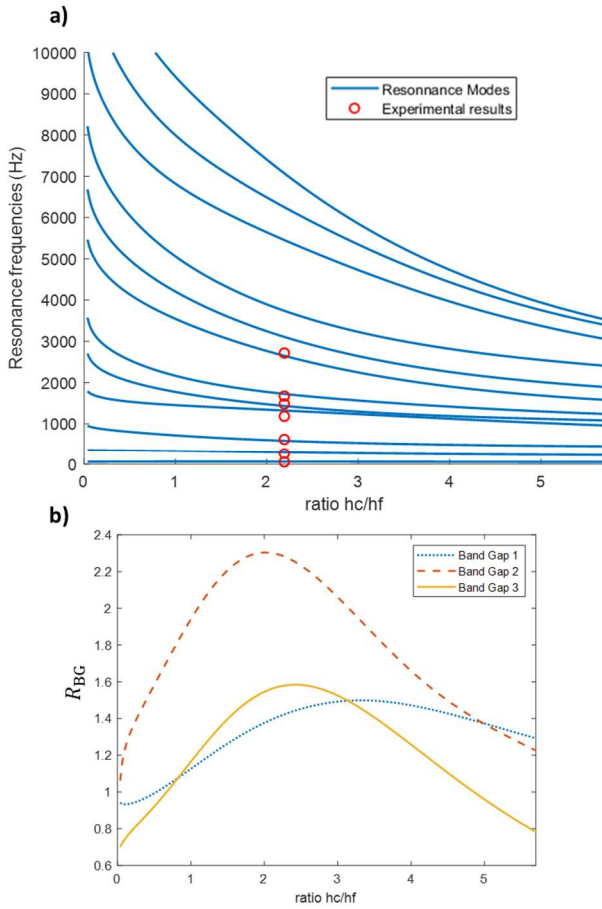 a)
10000
9000
8000
7000
6000
5000
4000
3000
2000
1000
0
Resonance frequencies (Hz)
Resonnance Modes
Experimental results
0 1 2 3 4 5
ratio hc/hf
b)
2.4
2.2
2
1.8
1.6
1.4
1.2
1
0.8
0.6
R_BG
Band Gap 1
Band Gap 2
Band Gap 3
0 1 2 3 4 5
ratio hc/hf